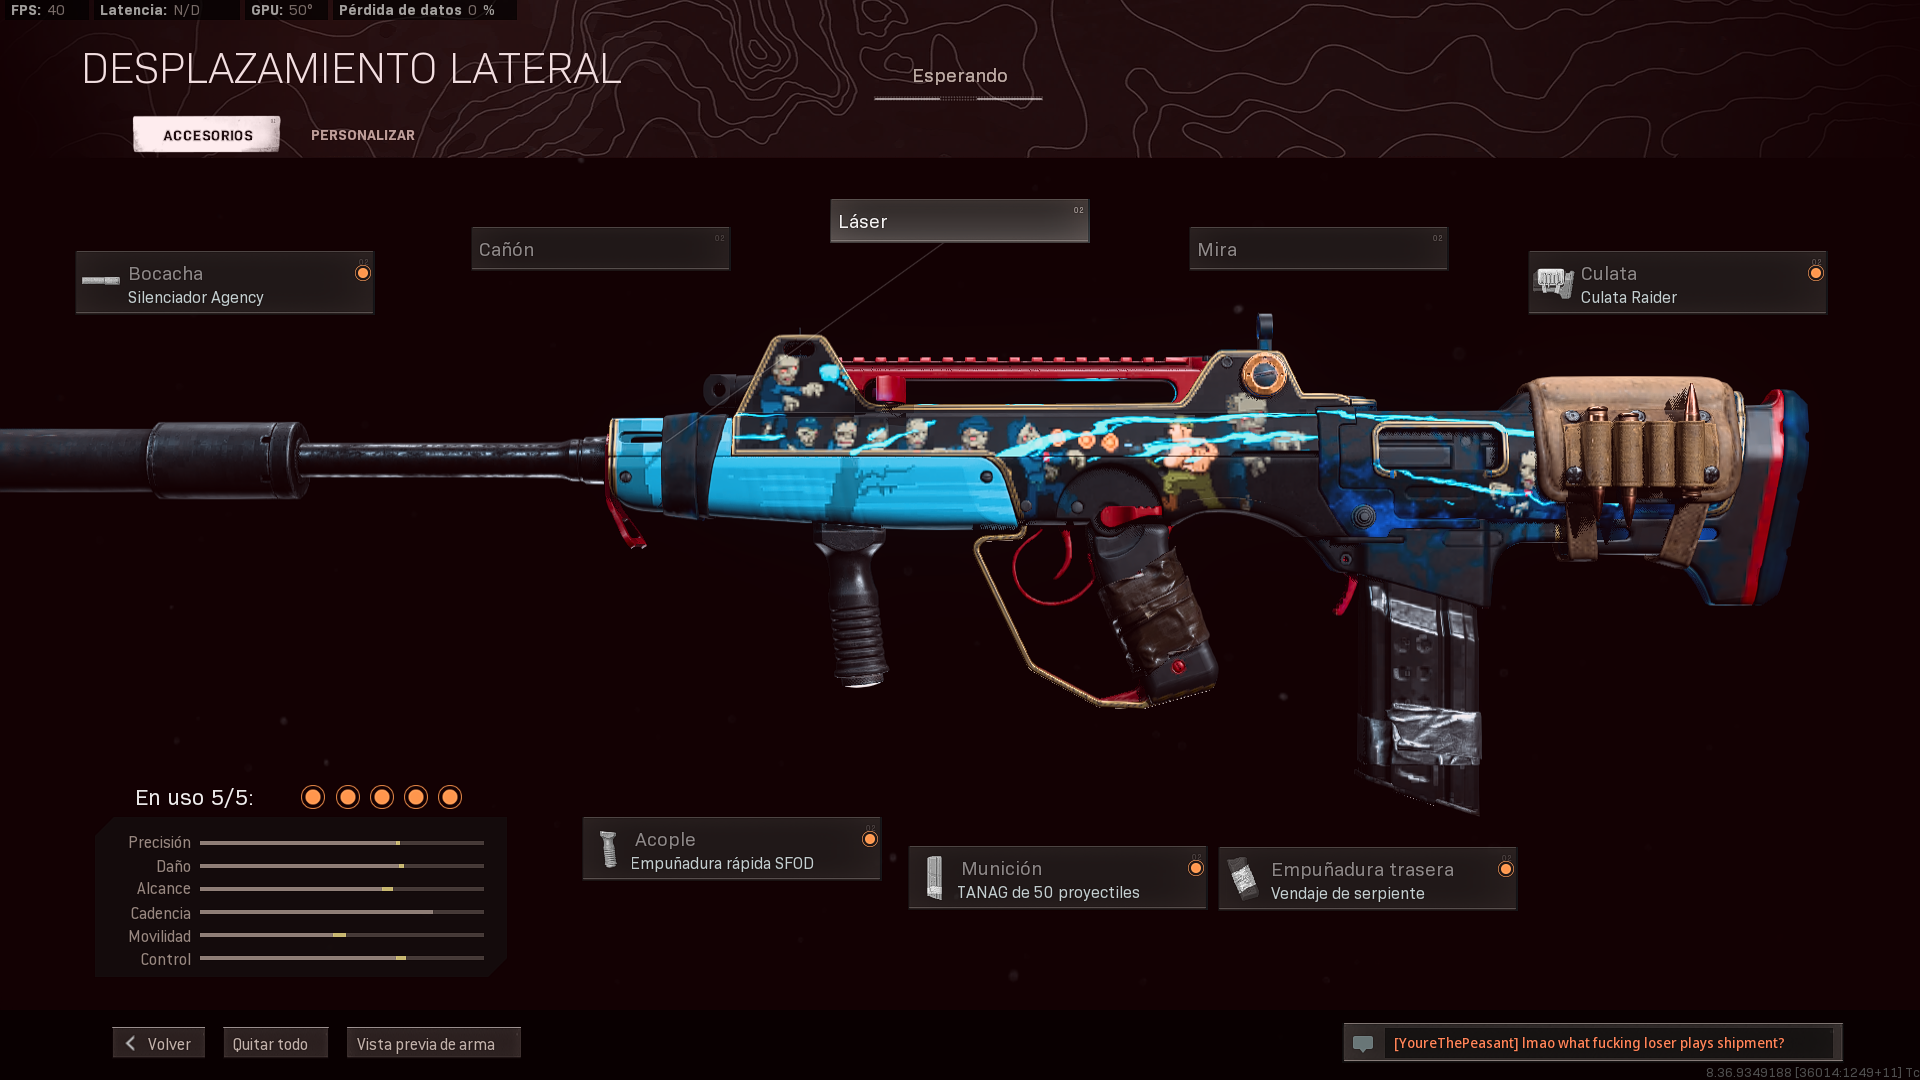 FPS: 40 Latencia: N/D GPU: 50° Pérdida de datos 0 %
DESPLAZAMIENTO LATERAL
Esperando
ACCESORIOS
PERSONALIZAR
Bocacha
Silenciador Agency
Cañón
Láser
Mira
Culata
Culata Raider
En uso 5/5:
Precisión
Daño
Alcance
Cadencia
Movilidad
Control
Acople
Empuñadura rápida SFOD
Munición
TANAG de 50 proyectiles
Empuñadura trasera
Vendaje de serpiente
Volver
Quitar todo
Vista previa de arma
[YoureThePeasant] lmao what fucking loser plays shipment?
8.36.9349188 [36014:1249+11] Tc